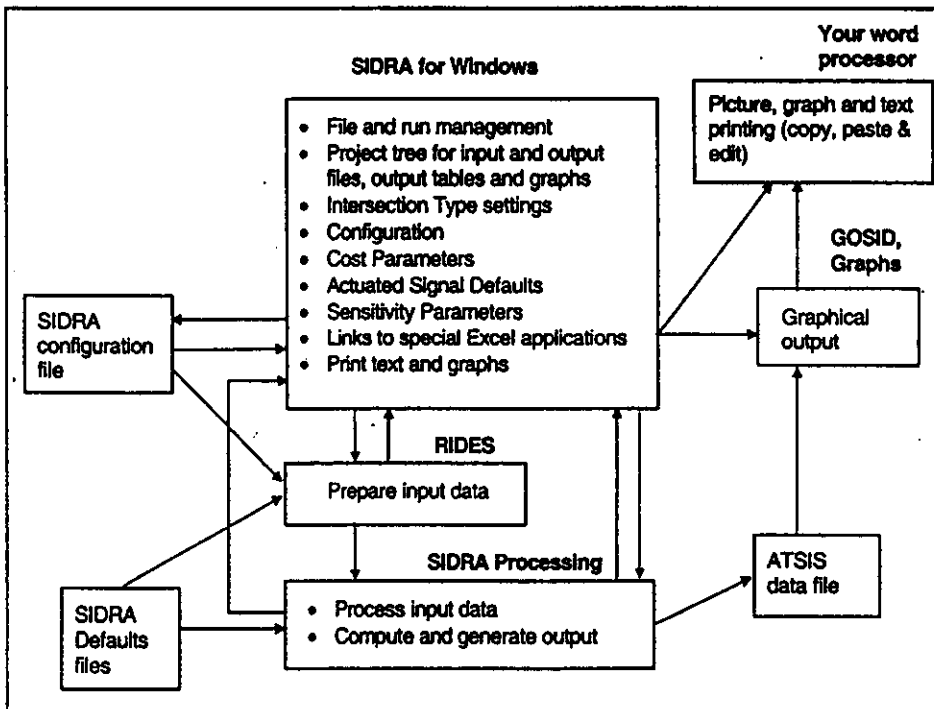 Your word
processor
SIDRA for Windows
Picture, graph and text
printing (copy, paste &
edit)
• File and run management
• Project tree for input and output
files, output tables and graphs
• Intersection Type settings
• Configuration
• Cost Parameters
• Actuated Signal Defaults
• Sensitivity Parameters
• Links to special Excel applications
• Print text and graphs
GOSID,
Graphs
SIDRA
configuration
file
Graphical
output
RIDES
Prepare input data
SIDRA Processing
ATSIS
data file
SIDRA
Defaults
files
• Process input data
• Compute and generate output